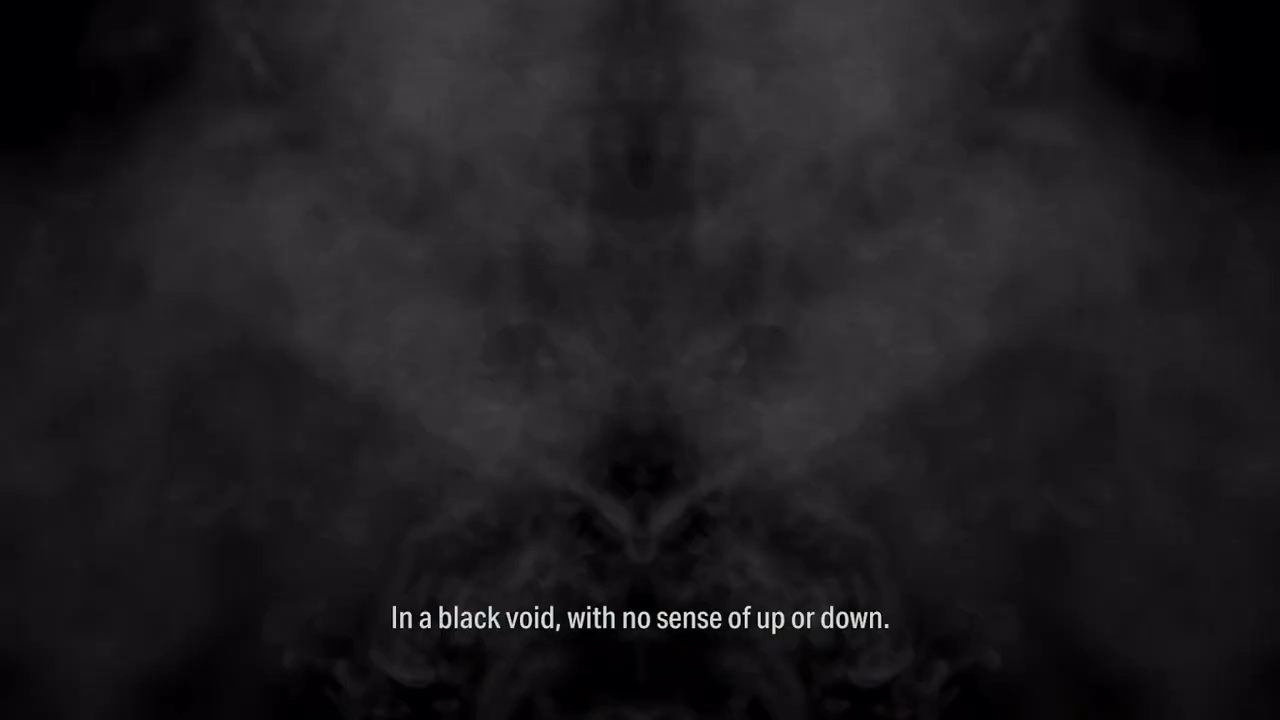 In a black void, with no sense of up or down.